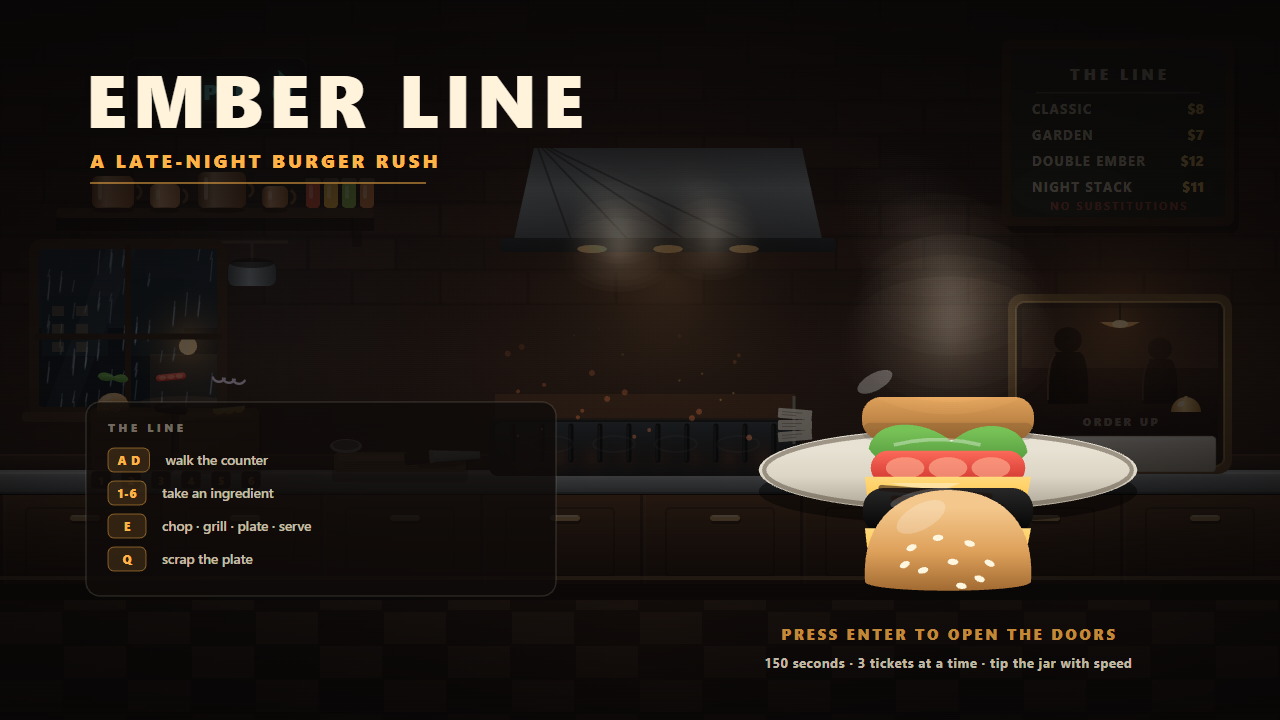 EMBER LINE
A LATE-NIGHT BURGER RUSH
THE LINE
CLASSIC $8
GARDEN $7
DOUBLE EMBER $12
NIGHT STACK $11
NO SUBSTITUTIONS
ORDER UP
THE LINE
A D walk the counter
1-6 take an ingredient
E chop · grill · plate · serve
Q scrap the plate
PRESS ENTER TO OPEN THE DOORS
150 seconds · 3 tickets at a time · tip the jar with speed